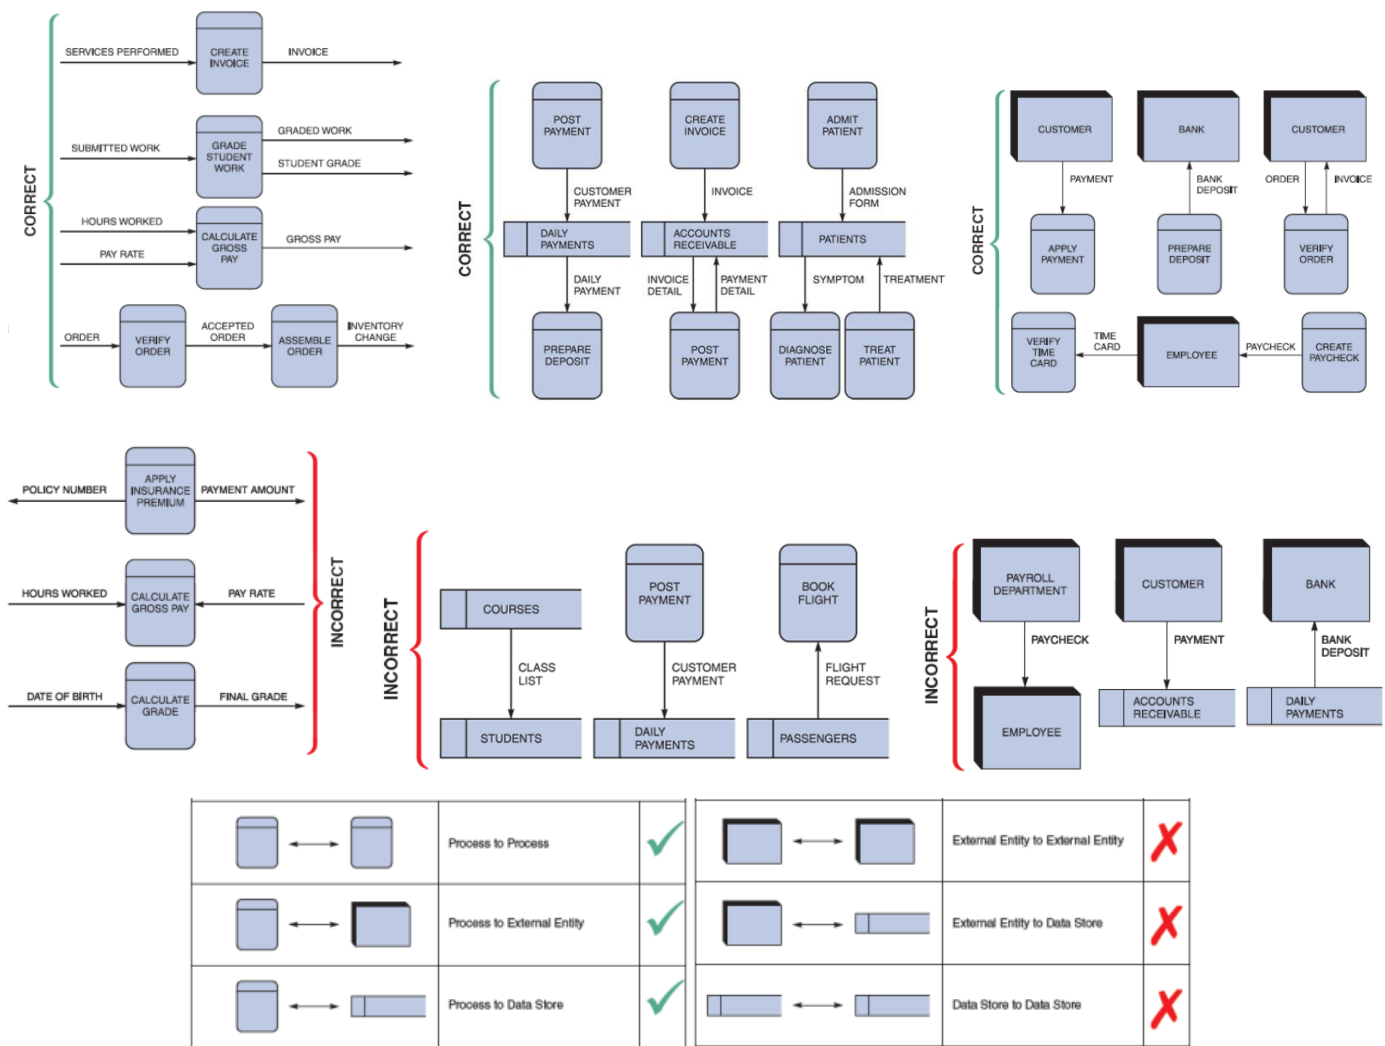 CORRECT
SERVICES PERFORMED
CREATE
INVOICE
INVOICE
SUBMITTED WORK
GRADE
STUDENT
WORK
GRADED WORK
STUDENT GRADE
HOURS WORKED
PAY RATE
CALCULATE
GROSS
PAY
GROSS PAY
ORDER
VERIFY
ORDER
ACCEPTED
ORDER
ASSEMBLE
ORDER
INVENTORY
CHANGE
CORRECT
POST
PAYMENT
CUSTOMER
PAYMENT
DAILY
PAYMENTS
DAILY
PAYMENT
PREPARE
DEPOSIT
CREATE
INVOICE
INVOICE
ACCOUNTS
RECEIVABLE
INVOICE
DETAIL
PAYMENT
DETAIL
POST
PAYMENT
ADMIT
PATIENT
ADMISSION
FORM
PATIENTS
SYMPTOM
TREATMENT
DIAGNOSE
PATIENT
TREAT
PATIENT
CORRECT
CUSTOMER
PAYMENT
APPLY
PAYMENT
BANK
BANK
DEPOSIT
PREPARE
DEPOSIT
CUSTOMER
ORDER
INVOICE
VERIFY
ORDER
VERIFY
TIME
CARD
TIME
CARD
EMPLOYEE
PAYCHECK
CREATE
PAYCHECK
POLICY NUMBER
APPLY
INSURANCE
PREMIUM
PAYMENT AMOUNT
HOURS WORKED
CALCULATE
GROSS PAY
PAY RATE
DATE OF BIRTH
CALCULATE
GRADE
FINAL GRADE
INCORRECT
INCORRECT
COURSES
CLASS
LIST
STUDENTS
POST
PAYMENT
CUSTOMER
PAYMENT
DAILY
PAYMENTS
BOOK
FLIGHT
FLIGHT
REQUEST
PASSENGERS
INCORRECT
PAYROLL
DEPARTMENT
PAYCHECK
EMPLOYEE
CUSTOMER
PAYMENT
ACCOUNTS
RECEIVABLE
BANK
BANK
DEPOSIT
DAILY
PAYMENTS
Process to Process
Process to External Entity
Process to Data Store
External Entity to External Entity
External Entity to Data Store
Data Store to Data Store